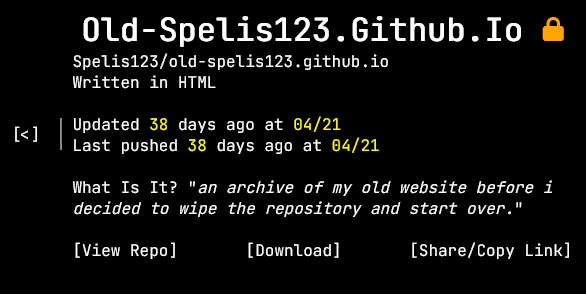 Old-Spelis123.Github.Io
Spelis123/old-spelis123.github.io
Written in HTML
Updated 38 days ago at 04/21
[<]
Last pushed 38 days ago at 04/21
What Is It? "an archive of my old website before i
decided to wipe the repository and start over."
[View Repo] [Download] [Share/Copy Link]